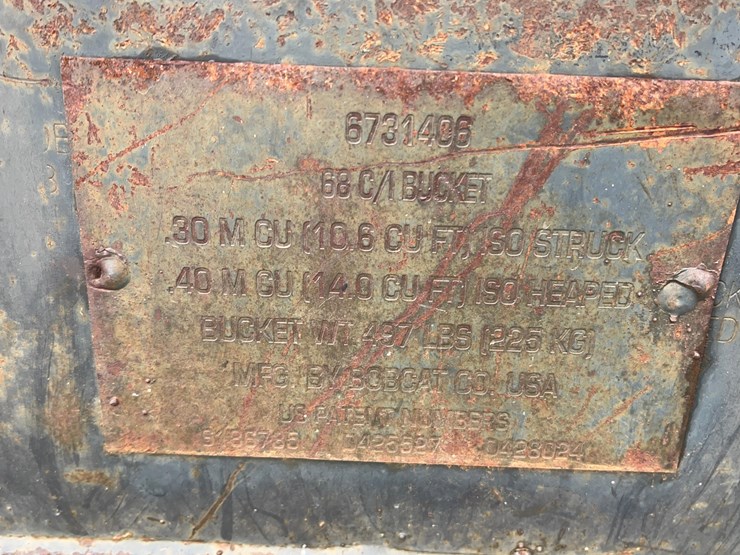 6731406
68 C/I BUCKET
.30 M CU (10.6 CU FT) ISO STRUCK
.40 M CU (14.0 CU FT) ISO HEAPED
BUCKET WT 497 LBS (225 KG)
MFG. BY BOBCAT CO., USA
US PATENT NUMBERS
0428024